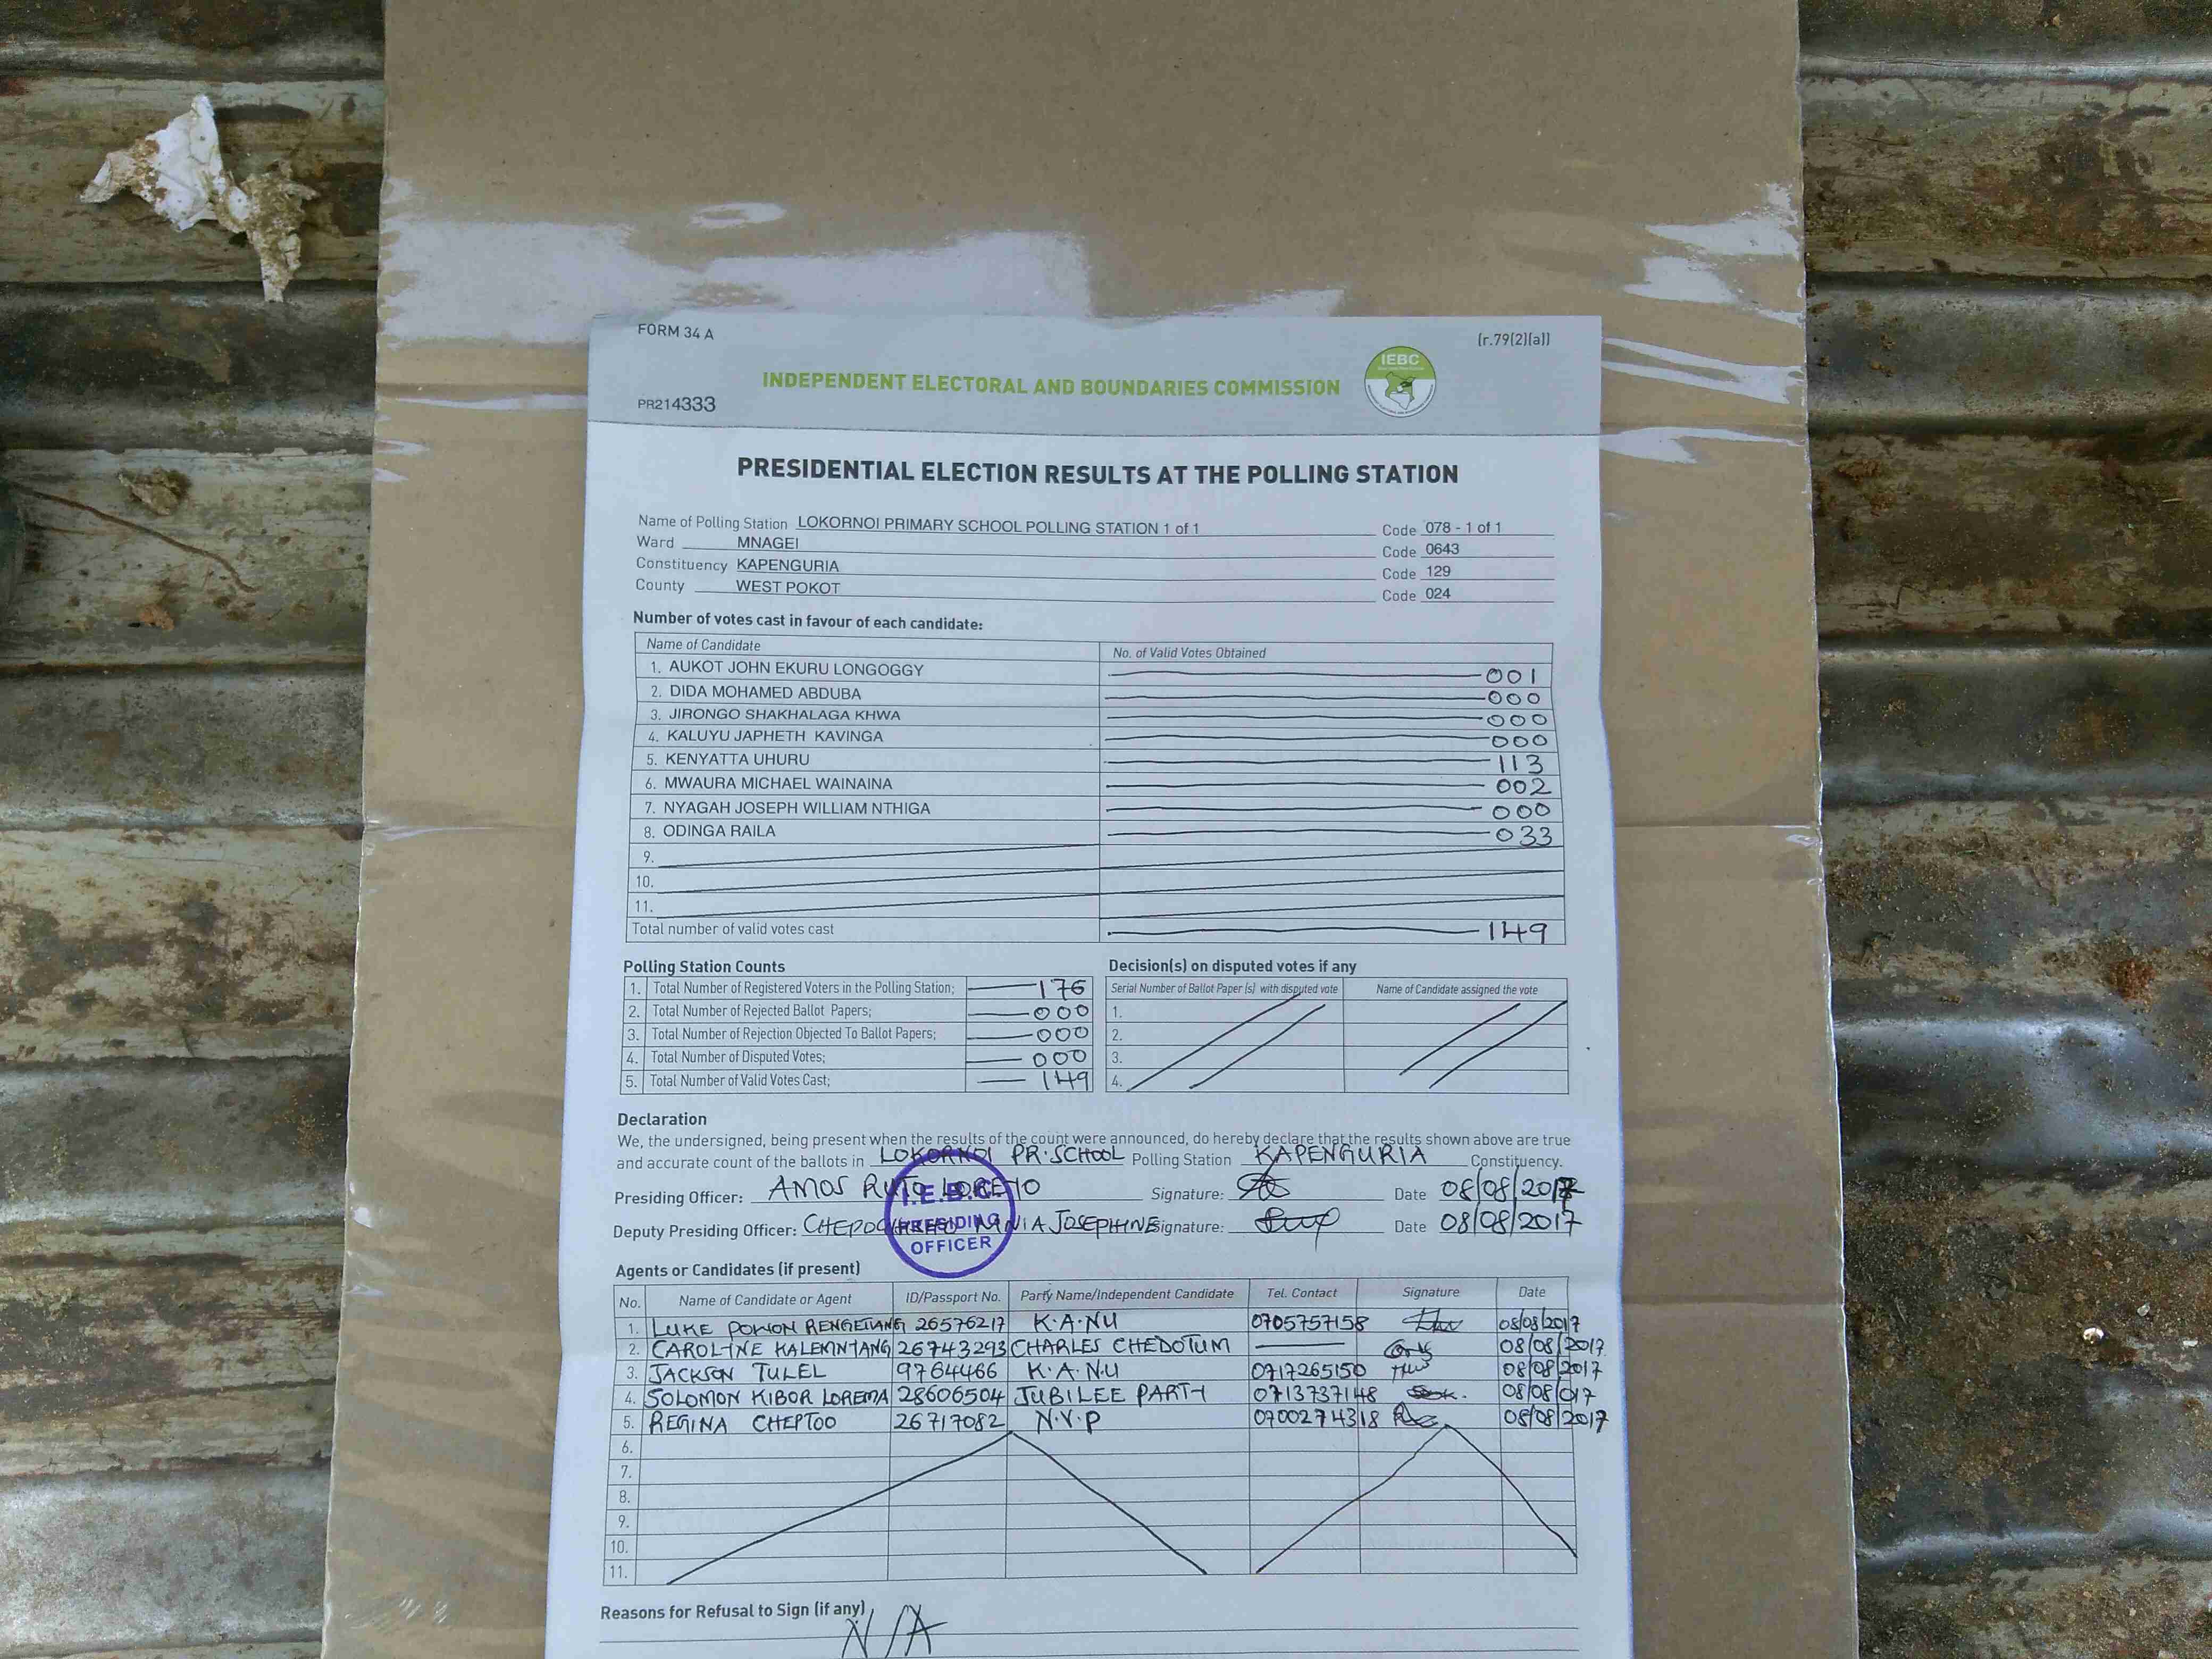 FORM 34 A
(r.79(2)(a))
IEBC
INDEPENDENT ELECTORAL AND BOUNDARIES COMMISSION
PR214333
PRESIDENTIAL ELECTION RESULTS AT THE POLLING STATION
Name of Polling Station LOKORNOI PRIMARY SCHOOL POLLING STATION 1 of 1 Code 078 - 1 of 1
Ward MNAGEI Code 0643
Constituency KAPENGURIA Code 129
County WEST POKOT Code 024
Number of votes cast in favour of each candidate:
Name of Candidate No. of Valid Votes Obtained
1. AUKOT JOHN EKURU LONGOGGY 001
2. DIDA MOHAMED ABDUBA 000
3. JIRONGO SHAKHALAGA KHWA 000
4. KALUYU JAPHETH KAVINGA 000
5. KENYATTA UHURU 113
6. MWAURA MICHAEL WAINAINA 002
7. NYAGAH JOSEPH WILLIAM NTHIGA 000
8. ODINGA RAILA 033
9.
10.
11.
Total number of valid votes cast 149
Polling Station Counts
1. Total Number of Registered Voters in the Polling Station; 176
2. Total Number of Rejected Ballot Papers; 000
3. Total Number of Rejection Objected To Ballot Papers; 000
4. Total Number of Disputed Votes; 000
5. Total Number of Valid Votes Cast; 149
Decision(s) on disputed votes if any
Serial Number of Ballot Paper (s) with disputed vote Name of Candidate assigned the vote
1.
2.
3.
4.
Declaration
We, the undersigned, being present when the results of the count were announced, do hereby declare that the results shown above are true
and accurate count of the ballots in LOKORNOI PR.SCHOOL Polling Station KAPENGURIA Constituency.
Presiding Officer: AMOS RUTO LOREYO Signature: Date 08/08/2017
Deputy Presiding Officer: JOSEPHINE Signature: Date 08/08/2017
I.E.B.C
PRESIDING
OFFICER
Agents or Candidates (if present)
No. Name of Candidate or Agent ID/Passport No. Party Name/Independent Candidate Tel. Contact Signature Date
1. LUKE RENGETIANG 26576217 K.A.NU 0705757158 08/08/2017
2. CAROLINE 26743293 CHARLES CHEDOTUM 08/08/2017
3. JACKSON TULEL 9764466 K.A.N.U 0717265150 08/08/2017
4. SOLOMON KIBOR LOREMA 28606504 JUBILEE PARTY 0713737148 08/08/017
5. REGINA CHEPTOO 26717082 N.V.P 0700274318 08/08/2017
6.
7.
8.
9.
10.
11.
Reasons for Refusal to Sign (if any)
N/A